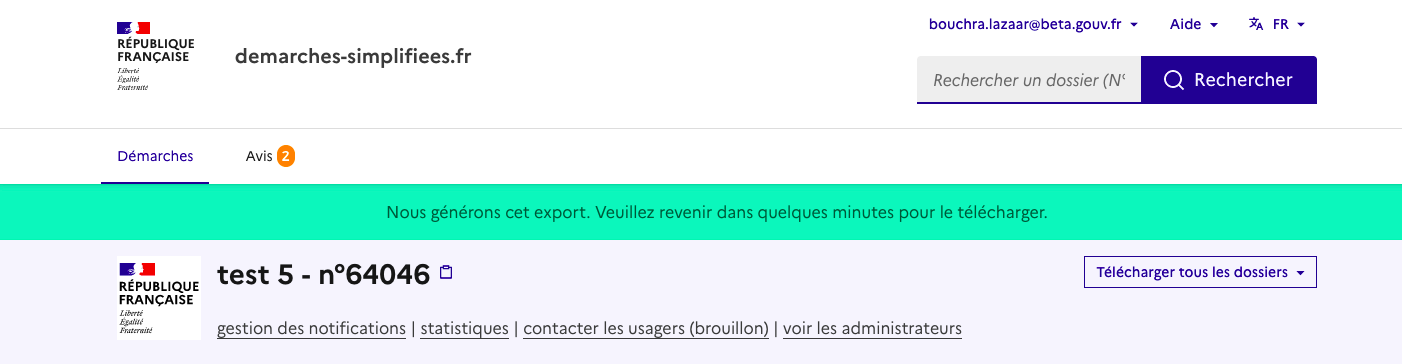 bouchra.lazaar@beta.gouv.fr Aide FR
RÉPUBLIQUE
FRANÇAISE
Liberté
Égalité
Fraternité
demarches-simplifiees.fr
Rechercher un dossier (N° Rechercher
Démarches Avis 2
Nous générons cet export. Veuillez revenir dans quelques minutes pour le télécharger.
RÉPUBLIQUE
FRANÇAISE
Liberté
Égalité
Fraternité
test 5 - n°64046
Télécharger tous les dossiers
gestion des notifications | statistiques | contacter les usagers (brouillon) | voir les administrateurs